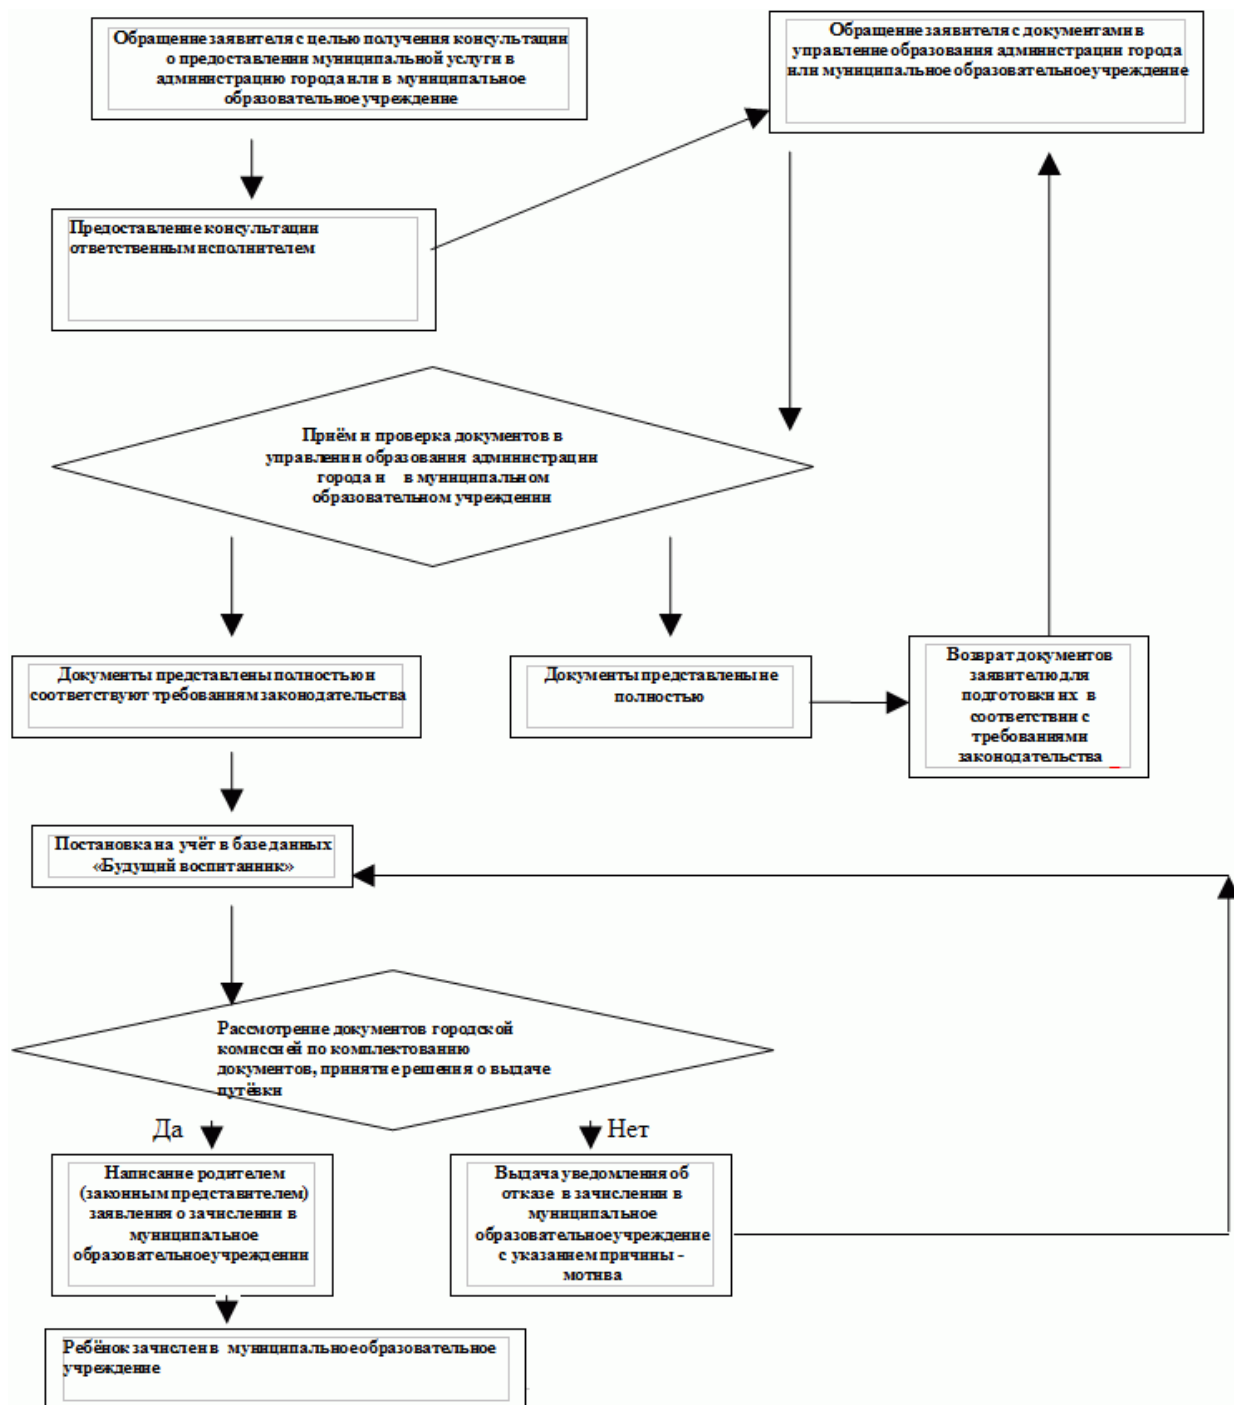 Обращение заявителя с целью получения консультации
о предоставлении муниципальной услуги в
администрацию города или в муниципальное
образовательное учреждение
Обращение заявителя с документами в
управление образования администрации города
или муниципальное образовательное учреждение
Предоставление консультации
ответственным исполнителем
Приём и проверка документов в
управлении образования администрации
города и в муниципальном
образовательном учреждении
Документы представлены полностью и
соответствуют требованиям законодательства
Документы представлены не
полностью
Возврат документов
заявителю для
подготовки их в
соответствии с
требованиями
законодательства
Постановка на учёт в базе данных
«Будущий воспитанник»
Рассмотрение документов городской
комиссией по комплектованию
документов, принятие решения о выдаче
путёвки
Да
Нет
Написание родителем
(законным представителем)
заявления о зачислении в
муниципальное
образовательное учреждении
Выдача уведомления об
отказе в зачислении в
муниципальное
образовательное учреждение
с указанием причины -
мотива
Ребёнок зачислен в муниципальное образовательное
учреждение